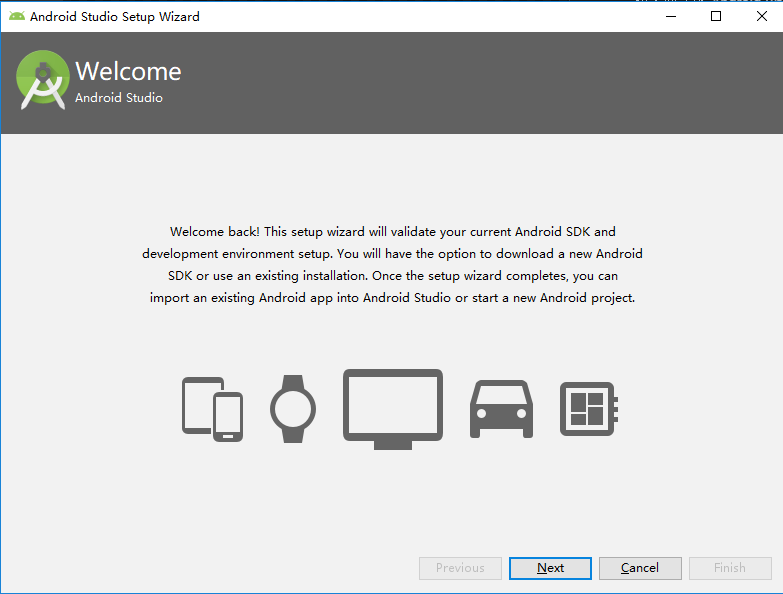 Android Studio Setup Wizard
Welcome
Android Studio
Welcome back! This setup wizard will validate your current Android SDK and
development environment setup. You will have the option to download a new Android
SDK or use an existing installation. Once the setup wizard completes, you can
import an existing Android app into Android Studio or start a new Android project.
Previous
Next
Cancel
Finish